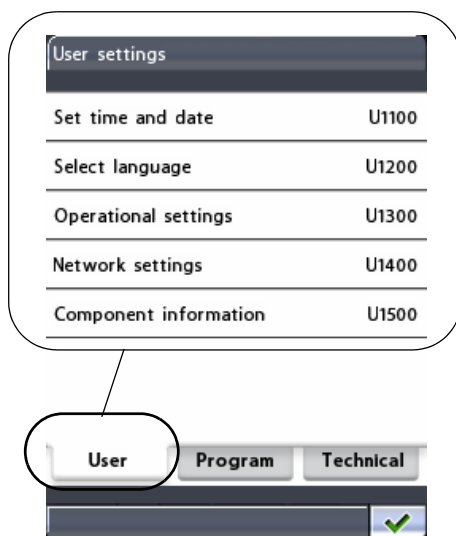 User settings
Set time and date U1100
Select language U1200
Operational settings U1300
Network settings U1400
Component information U1500
User Program Technical